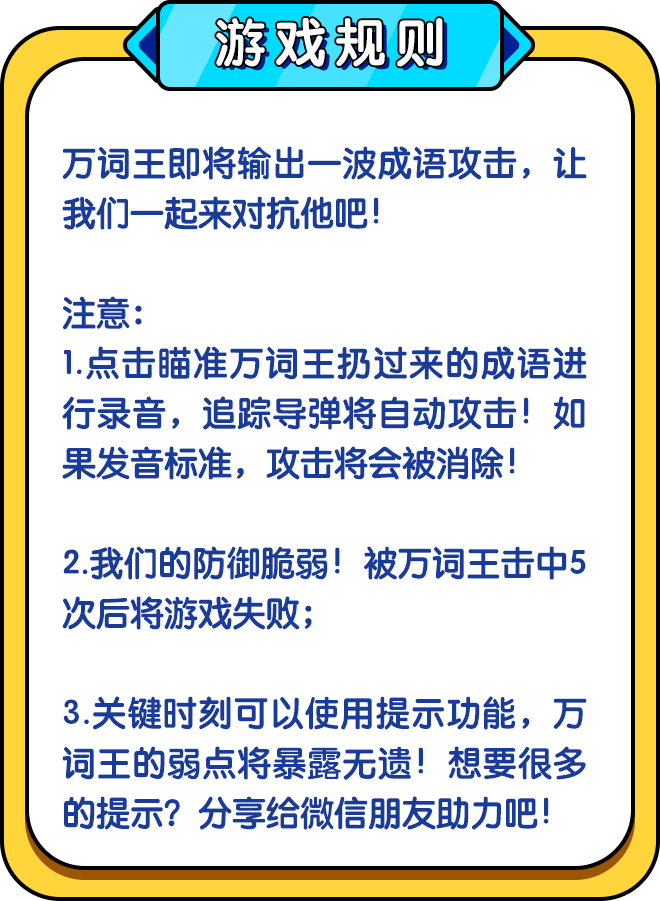 游戏规则
万词王即将输出一波成语攻击，让
我们一起来对抗他吧！
注意：
1.点击瞄准万词王扔过来的成语进
行录音，追踪导弹将自动攻击！如
果发音标准，攻击将会被消除！
2.我们的防御脆弱！被万词王击中5
次后将游戏失败；
3.关键时刻可以使用提示功能，万
词王的弱点将暴露无遗！想要很多
的提示？分享给微信朋友助力吧！